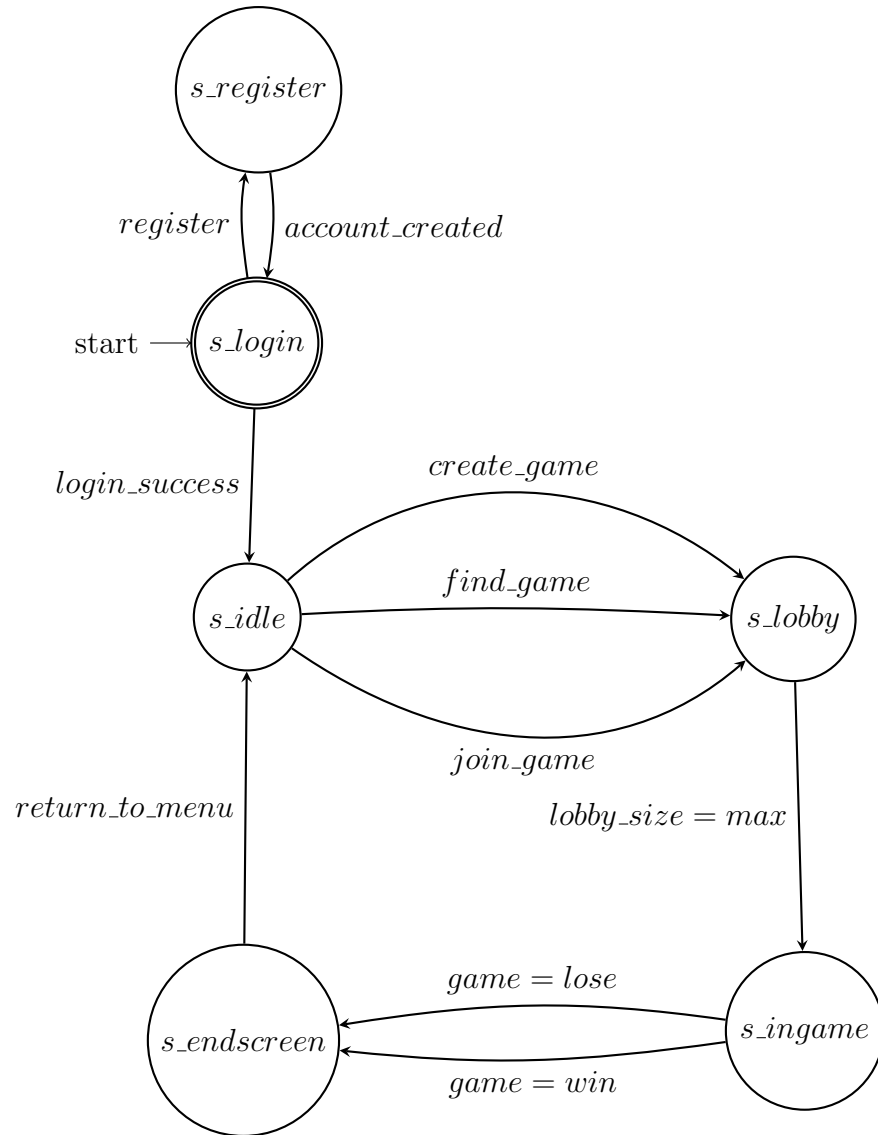 s_register
register
account_created
start
s_login
login_success
create_game
find_game
s_idle
s_lobby
join_game
return_to_menu
lobby_size = max
game = lose
s_endscreen
s_ingame
game = win